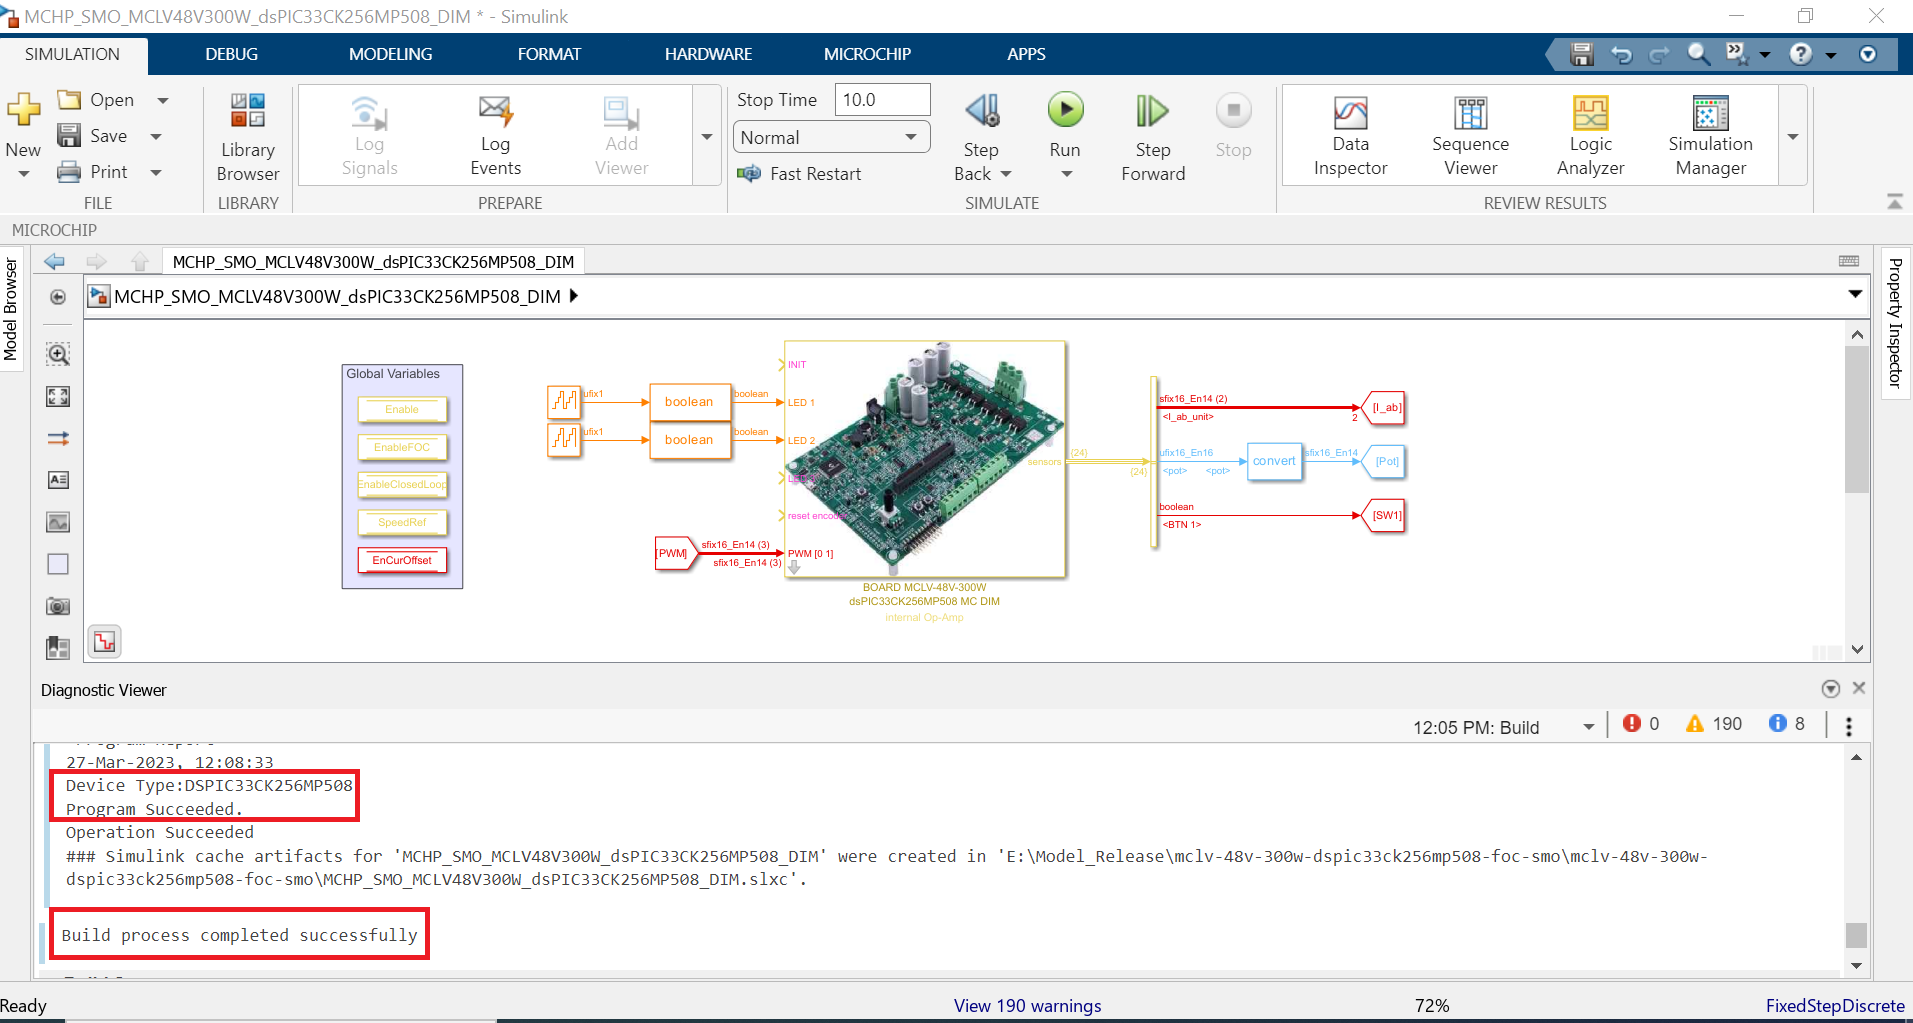 MCHP_SMO_MCLV48V300W_dsPIC33CK256MP508_DIM * - Simulink
SIMULATION DEBUG MODELING FORMAT HARDWARE MICROCHIP APPS
New
Open
Save
Print
FILE
Library
Browser
LIBRARY
Log
Signals
Log
Events
Add
Viewer
PREPARE
Stop Time 10.0
Normal
Fast Restart
Step
Back
Run
Step
Forward
Stop
SIMULATE
Data
Inspector
Sequence
Viewer
Logic
Analyzer
Simulation
Manager
REVIEW RESULTS
MICROCHIP
Model Browser
MCHP_SMO_MCLV48V300W_dsPIC33CK256MP508_DIM
MCHP_SMO_MCLV48V300W_dsPIC33CK256MP508_DIM
Property Inspector
Global Variables
Enable
EnableFOC
EnableClosedLoop
SpeedRef
EnCurOffset
ufix1
boolean
boolean
ufix1
boolean
boolean
[PWM]
sfix16_En14 (3)
sfix16_En14 (3)
INIT
LED 1
LED 2
reset encoder
PWM [0 1]
sensors
(24)
(24)
BOARD MCLV-48V-300W
dsPIC33CK256MP508 MC DIM
internal Op-Amp
sfix16_En14 (2)
<I_ab_unit>
2
[I_ab]
ufix16_En16
<pot>
<pot>
convert
sfix16_En14
[Pot]
boolean
<BTN 1>
[SW1]
Diagnostic Viewer
12:05 PM: Build 0 190 8
27-Mar-2023, 12:08:33
Device Type:DSPIC33CK256MP508
Program Succeeded.
Operation Succeeded
### Simulink cache artifacts for 'MCHP_SMO_MCLV48V300W_dsPIC33CK256MP508_DIM' were created in 'E:\Model_Release\mclv-48v-300w-dspic33ck256mp508-foc-smo\mclv-48v-300w-
dspic33ck256mp508-foc-smo\MCHP_SMO_MCLV48V300W_dsPIC33CK256MP508_DIM.slxc'.
Build process completed successfully
Ready View 190 warnings 72% FixedStepDiscrete